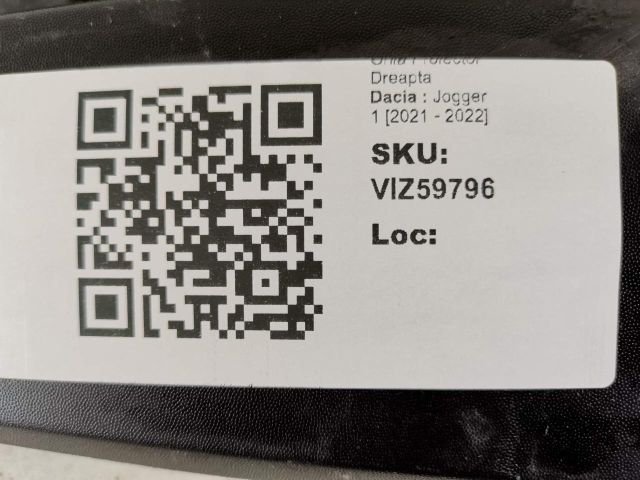 Dreapta
Dacia : Jogger
1 [2021 - 2022]
SKU:
VIZ59796
Loc: